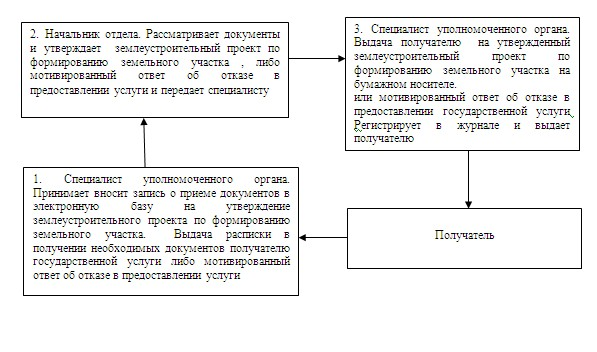 2. Начальник отдела. Рассматривает документы
и утверждает землеустроительный проект по
формированию земельного участка , либо
мотивированный ответ об отказе в
предоставлении услуги и передает специалисту
3. Специалист уполномоченного органа.
Выдача получателю на утвержденный
землеустроительный проект по
формированию земельного участка на
бумажном носителе.
или мотивированный ответ об отказе в
предоставлении государственной услуги.
Регистрирует в журнале и выдает
получателю
1. Специалист уполномоченного органа.
Принимает вносит запись о приеме документов в
электронную базу на утверждение
землеустроительного проекта по формированию
земельного участка. Выдача расписки в
получении необходимых документов получателю
государственной услуги либо мотивированный
ответ об отказе в предоставлении услуги
Получатель